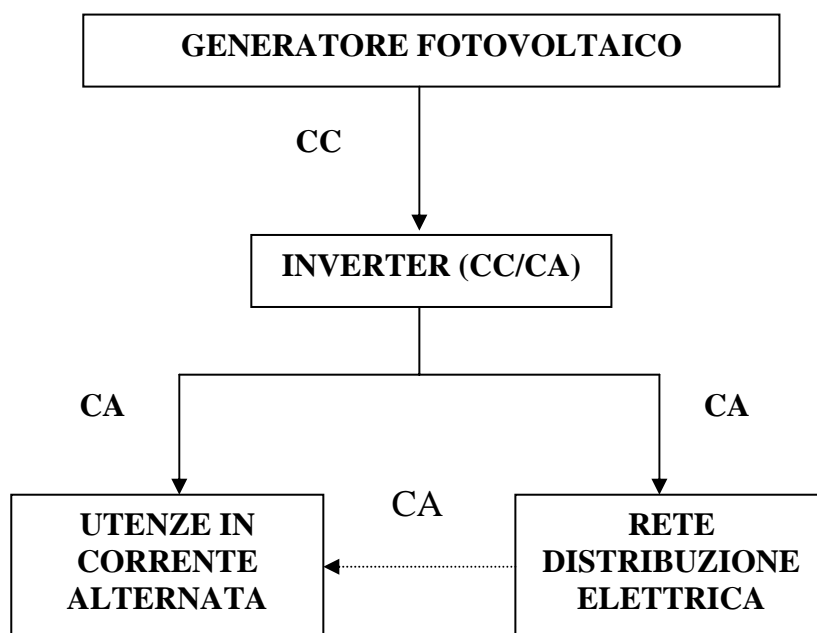 GENERATORE FOTOVOLTAICO
CC
INVERTER (CC/CA)
CA
CA
CA
UTENZE IN
CORRENTE
ALTERNATA
RETE
DISTRIBUZIONE
ELETTRICA